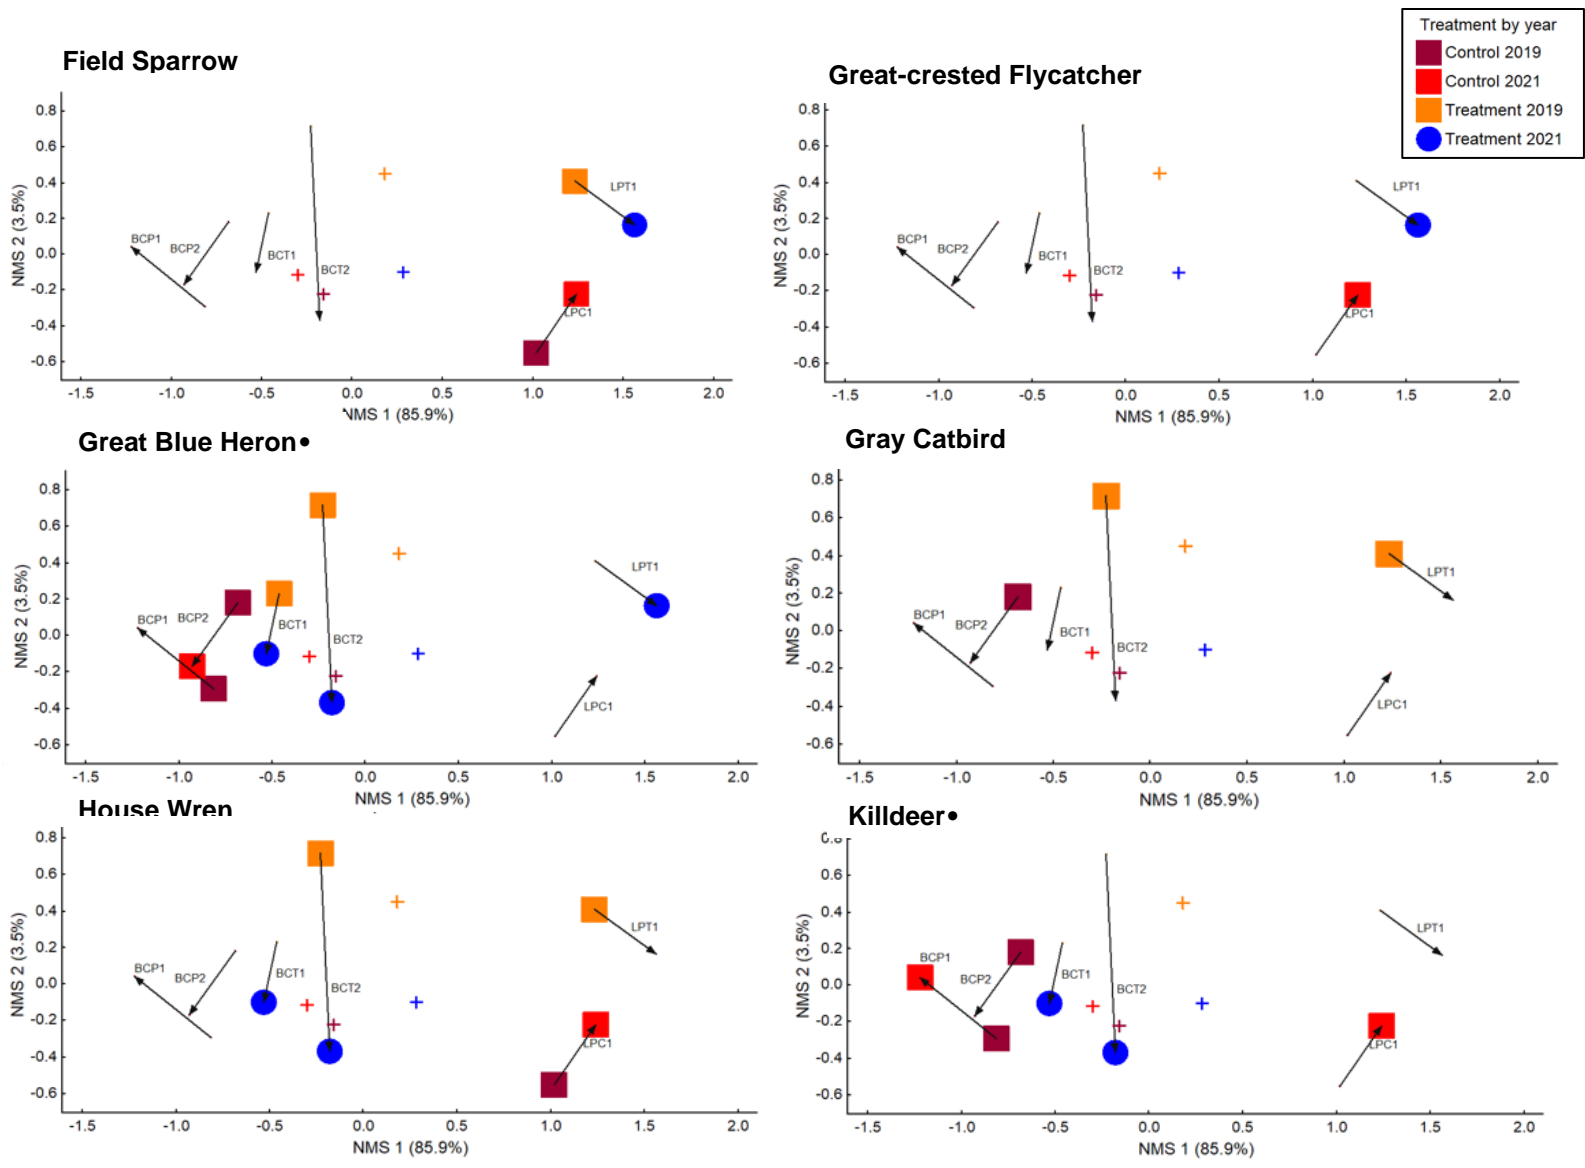 Treatment by year
Control 2019
Control 2021
Treatment 2019
Treatment 2021
Field Sparrow
0.8
0.6
0.4
0.2
0.0
-0.2
-0.4
-0.6
NMS 2 (3.5%)
BCP1
BCP2
BCT1
BCT2
LPT1
LPC1
-1.5
-1.0
-0.5
0.0
0.5
1.0
1.5
2.0
NMS 1 (85.9%)
Great-crested Flycatcher
0.8
0.6
0.4
0.2
0.0
-0.2
-0.4
-0.6
NMS 2 (3.5%)
BCP1
BCP2
BCT1
BCT2
LPT1
LPC1
-1.5
-1.0
-0.5
0.0
0.5
1.0
1.5
2.0
NMS 1 (85.9%)
Great Blue Heron•
0.8
0.6
0.4
0.2
0.0
-0.2
-0.4
-0.6
NMS 2 (3.5%)
BCP1
BCP2
BCT1
BCT2
LPT1
LPC1
-1.5
-1.0
-0.5
0.0
0.5
1.0
1.5
2.0
NMS 1 (85.9%)
Gray Catbird
0.8
0.6
0.4
0.2
0.0
-0.2
-0.4
-0.6
NMS 2 (3.5%)
BCP1
BCP2
BCT1
BCT2
LPT1
LPC1
-1.5
-1.0
-0.5
0.0
0.5
1.0
1.5
2.0
NMS 1 (85.9%)
House Wren
0.8
0.6
0.4
0.2
0.0
-0.2
-0.4
-0.6
NMS 2 (3.5%)
BCP1
BCP2
BCT1
BCT2
LPT1
LPC1
-1.5
-1.0
-0.5
0.0
0.5
1.0
1.5
2.0
NMS 1 (85.9%)
Killdeer•
0.8
0.6
0.4
0.2
0.0
-0.2
-0.4
-0.6
NMS 2 (3.5%)
BCP1
BCP2
BCT1
BCT2
LPT1
LPC1
-1.5
-1.0
-0.5
0.0
0.5
1.0
1.5
2.0
NMS 1 (85.9%)